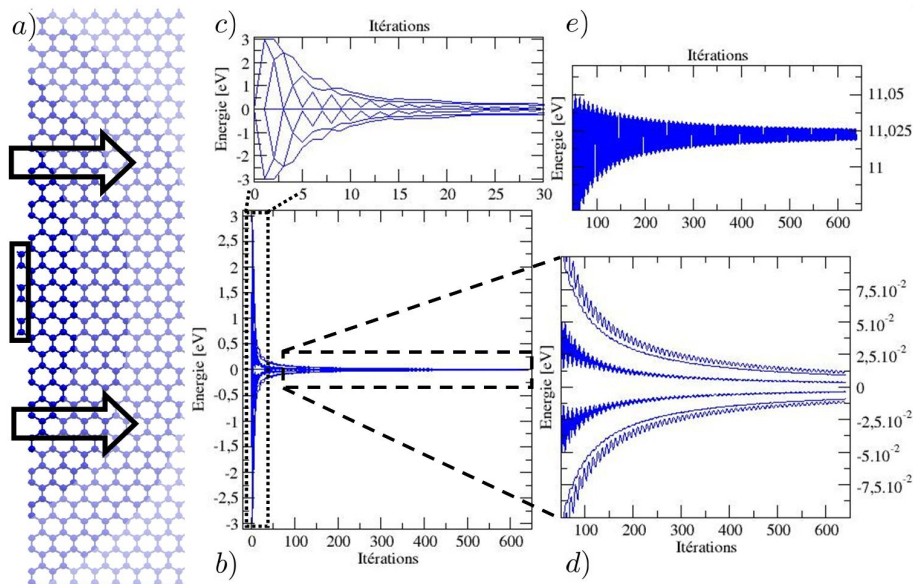 a)
c)
Itérations
Energie [eV]
3
2
1
0
-1
-2
-3
0 5 10 15 20 25 30
e)
Itérations
Energie [eV]
11,05
11,025
11
100 200 300 400 500 600
Energie [eV]
3
2,5
2
1,5
1
0,5
0
-0,5
-1
-1,5
-2
-2,5
-3
0 100 200 300 400 500 600
Itérations
b)
Energie [eV]
7,5.10-2
5.10-2
2,5.10-2
0
-2,5.10-2
-5.10-2
-7,5.10-2
100 200 300 400 500 600
Itérations
d)